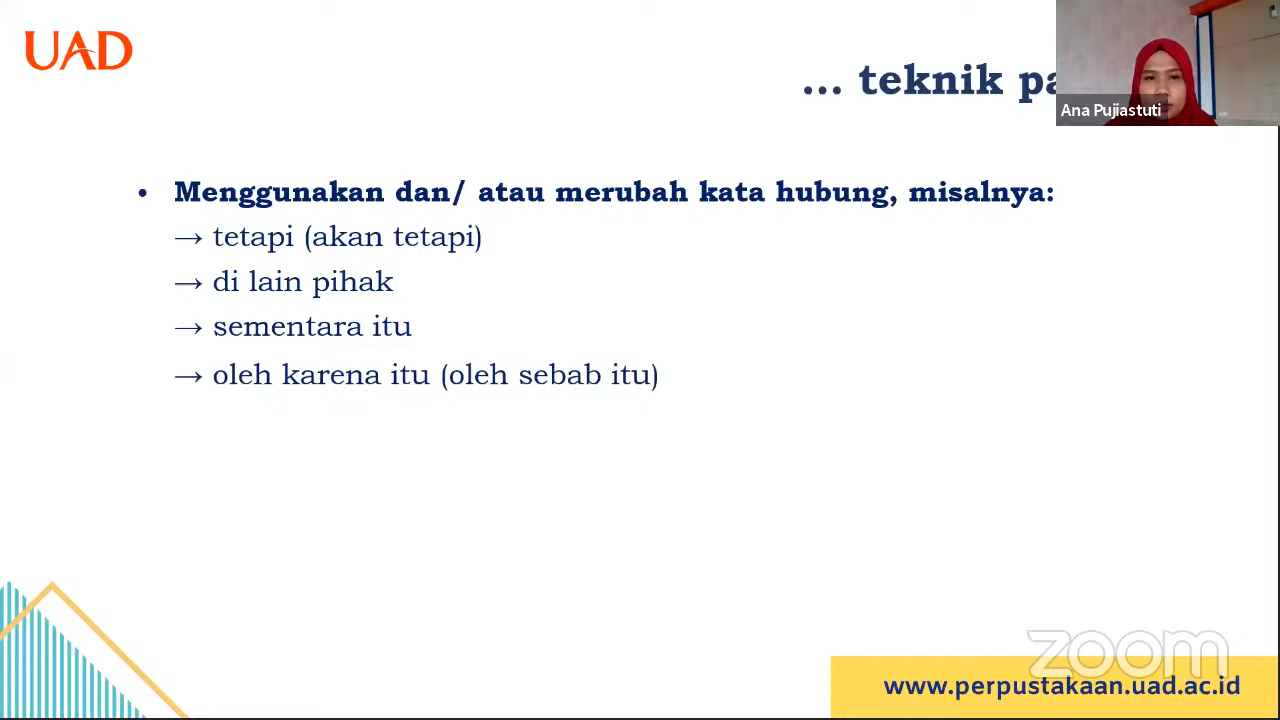 UAD
... teknik
Ana Pujiastuti
• Menggunakan dan/ atau merubah kata hubung, misalnya:
→ tetapi (akan tetapi)
→ di lain pihak
→ sementara itu
→ oleh karena itu (oleh sebab itu)
zoom
www.perpustakaan.uad.ac.id